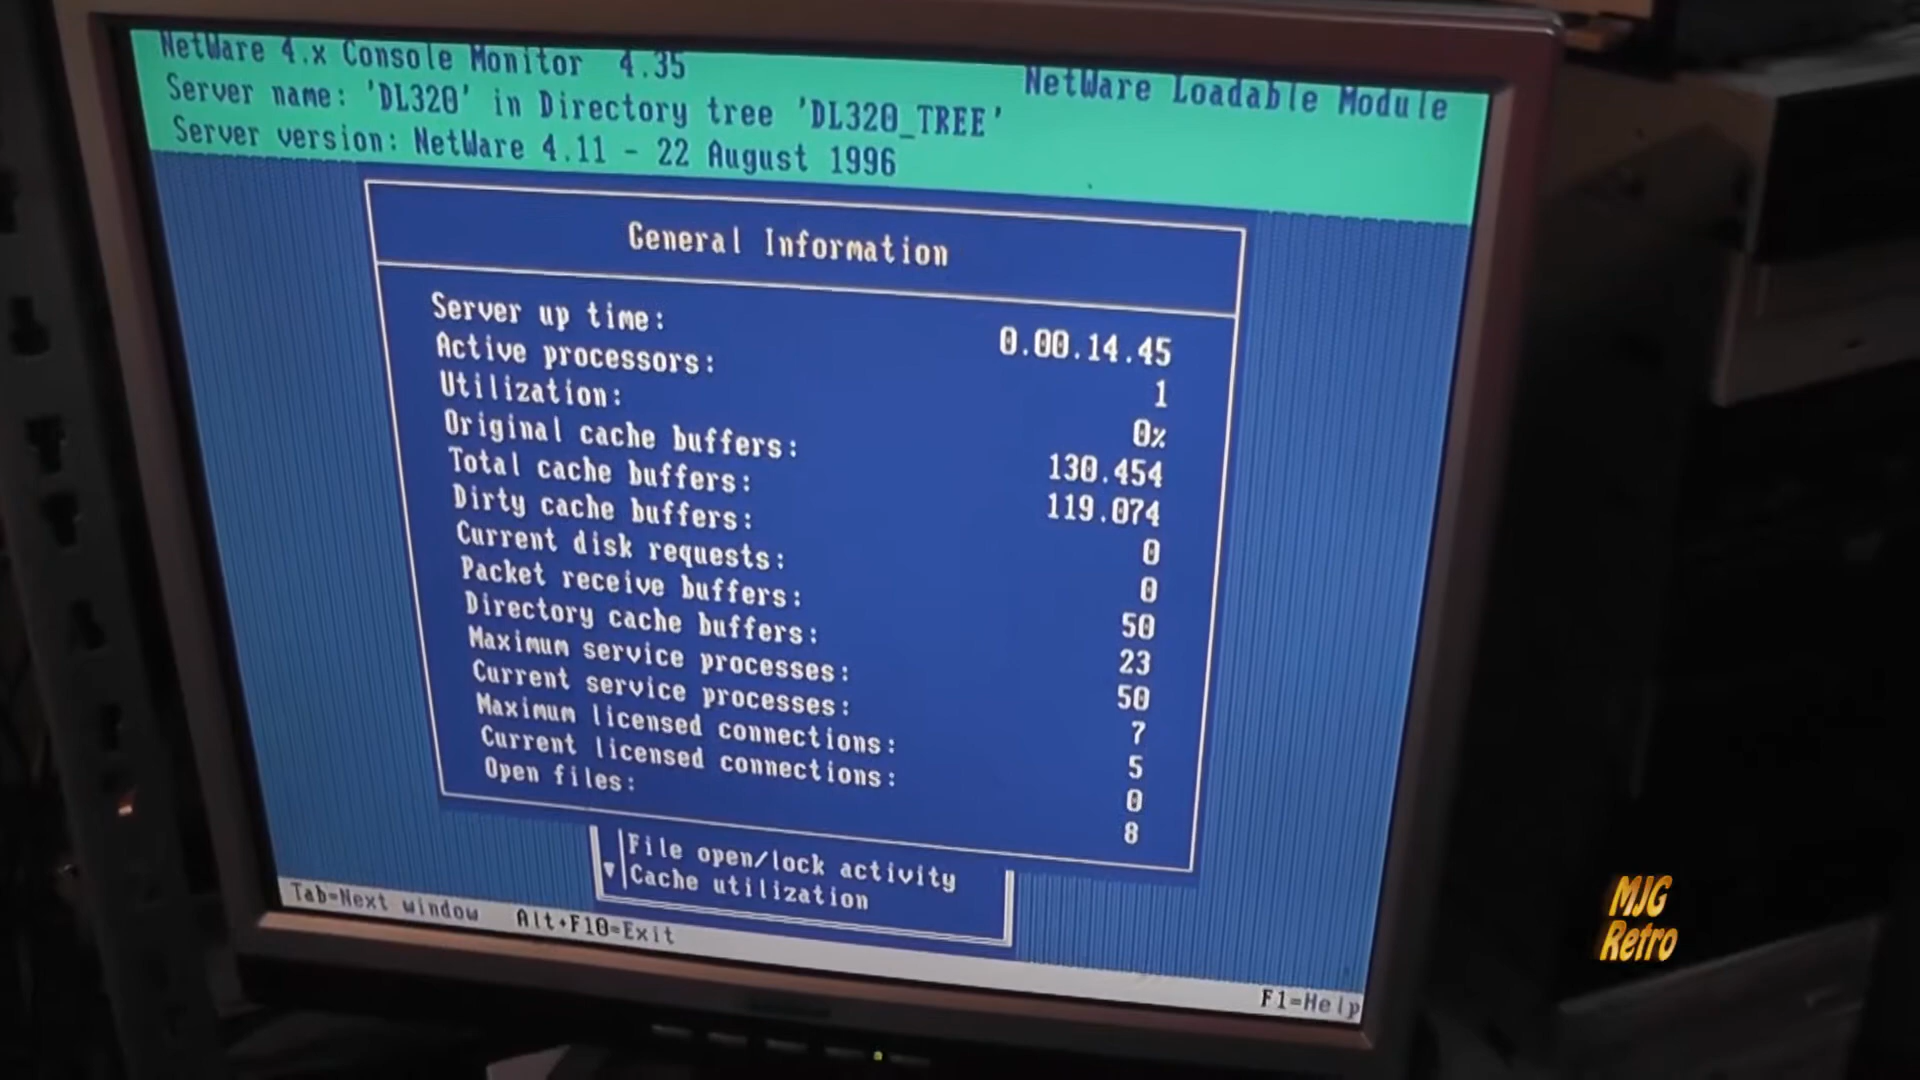 NetWare 4.x Console Monitor 4.35 NetWare Loadable Module
Server name: 'DL320' in Directory tree 'DL320_TREE'
Server version: NetWare 4.11 - 22 August 1996
General Information
Server up time: 0.00.14.45
Active processors: 1
Utilization: 0%
Original cache buffers: 130.454
Total cache buffers: 119.074
Dirty cache buffers: 0
Current disk requests: 0
Packet receive buffers: 50
Directory cache buffers: 23
Maximum service processes: 50
Current service processes: 7
Maximum licensed connections: 5
Current licensed connections: 0
Open files: 8
File open/lock activity
Cache utilization
Tab=Next window Alt+F10=Exit F1=Help
MJG
Retro